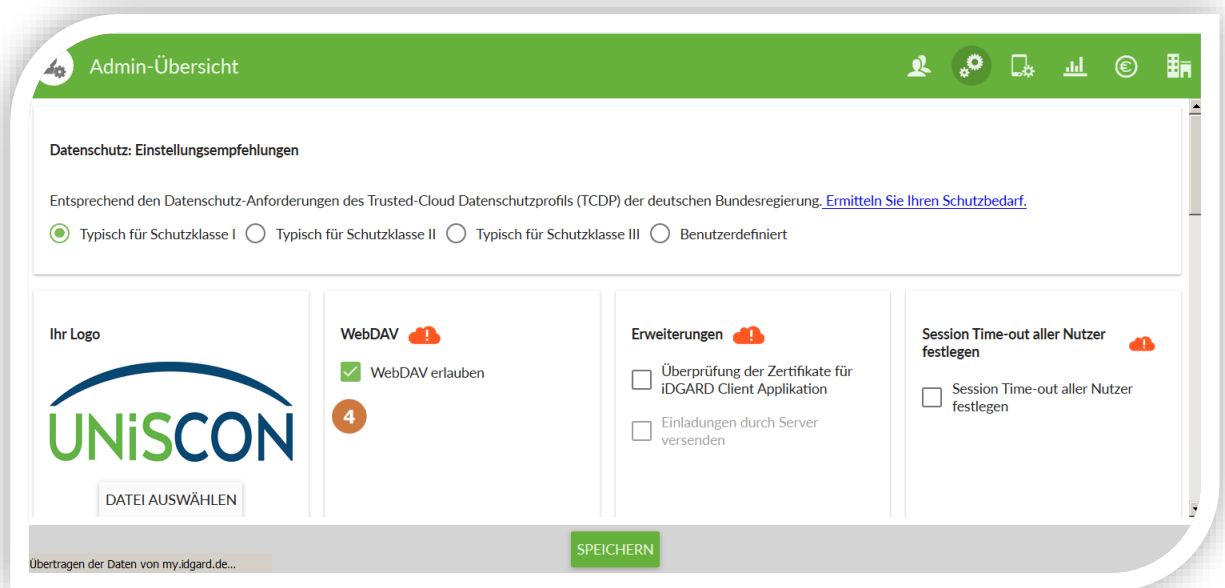 Admin-Übersicht
Datenschutz: Einstellungsempfehlungen
Entsprechend den Datenschutz-Anforderungen des Trusted-Cloud Datenschutzprofils (TCDP) der deutschen Bundesregierung. Ermitteln Sie Ihren Schutzbedarf.
Typisch für Schutzklasse I Typisch für Schutzklasse II Typisch für Schutzklasse III Benutzerdefiniert
Ihr Logo
UNiSCON
DATEI AUSWÄHLEN
WebDAV
WebDAV erlauben
4
Erweiterungen
Überprüfung der Zertifikate für
iDGARD Client Applikation
Einladungen durch Server
versenden
Session Time-out aller Nutzer
festlegen
Session Time-out aller Nutzer
festlegen
SPEICHERN
Übertragen der Daten von my.idgard.de...